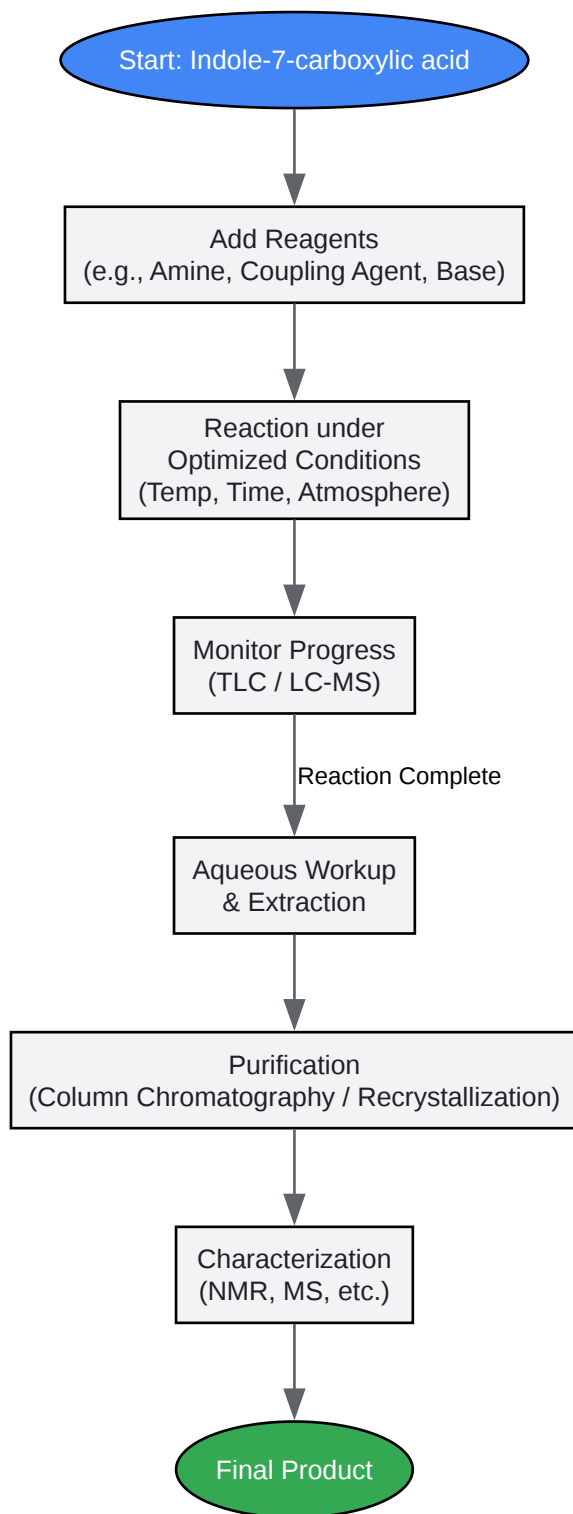 Start: Indole-7-carboxylic acid
Add Reagents
(e.g., Amine, Coupling Agent, Base)
Reaction under
Optimized Conditions
(Temp, Time, Atmosphere)
Monitor Progress
(TLC / LC-MS)
Reaction Complete
Aqueous Workup
& Extraction
Purification
(Column Chromatography / Recrystallization)
Characterization
(NMR, MS, etc.)
Final Product